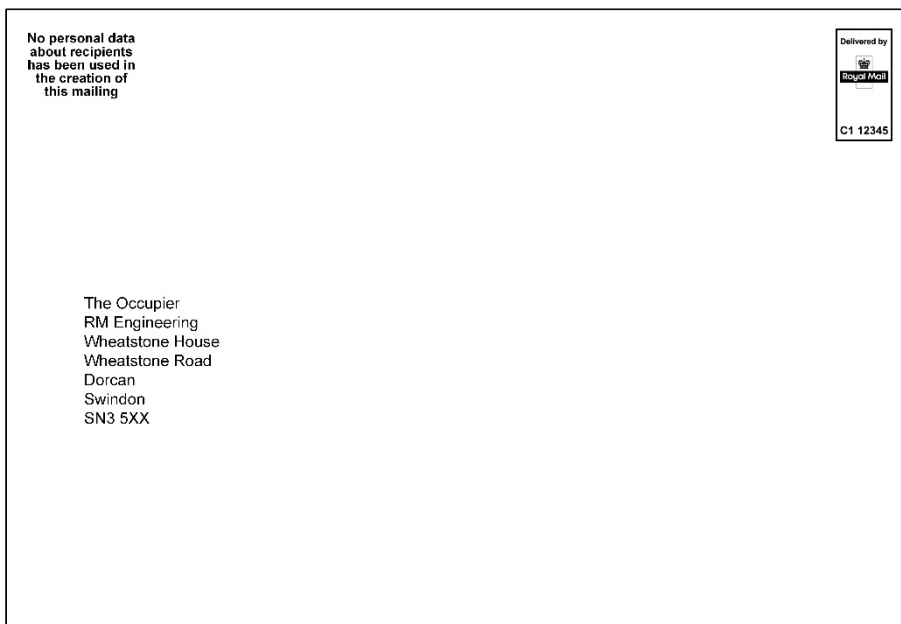 No personal data
about recipients
has been used in
the creation of
this mailing
Delivered by
Royal Mail
C1 12345
The Occupier
RM Engineering
Wheatstone House
Wheatstone Road
Dorcan
Swindon
SN3 5XX